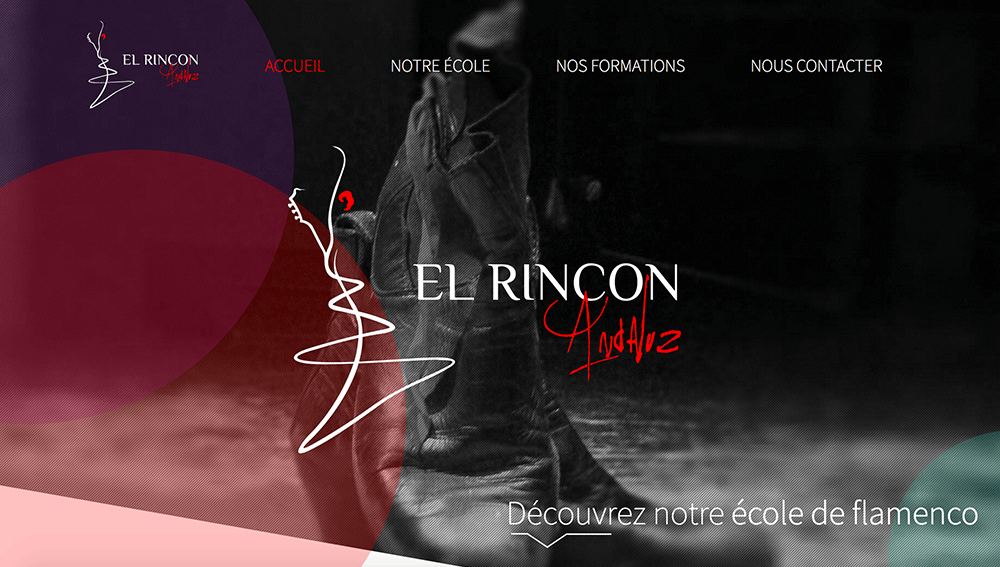 EL RINCON
Andaluz
ACCUEIL NOTRE ÉCOLE NOS FORMATIONS NOUS CONTACTER
EL RINCON
Andaluz
Découvrez notre école de flamenco